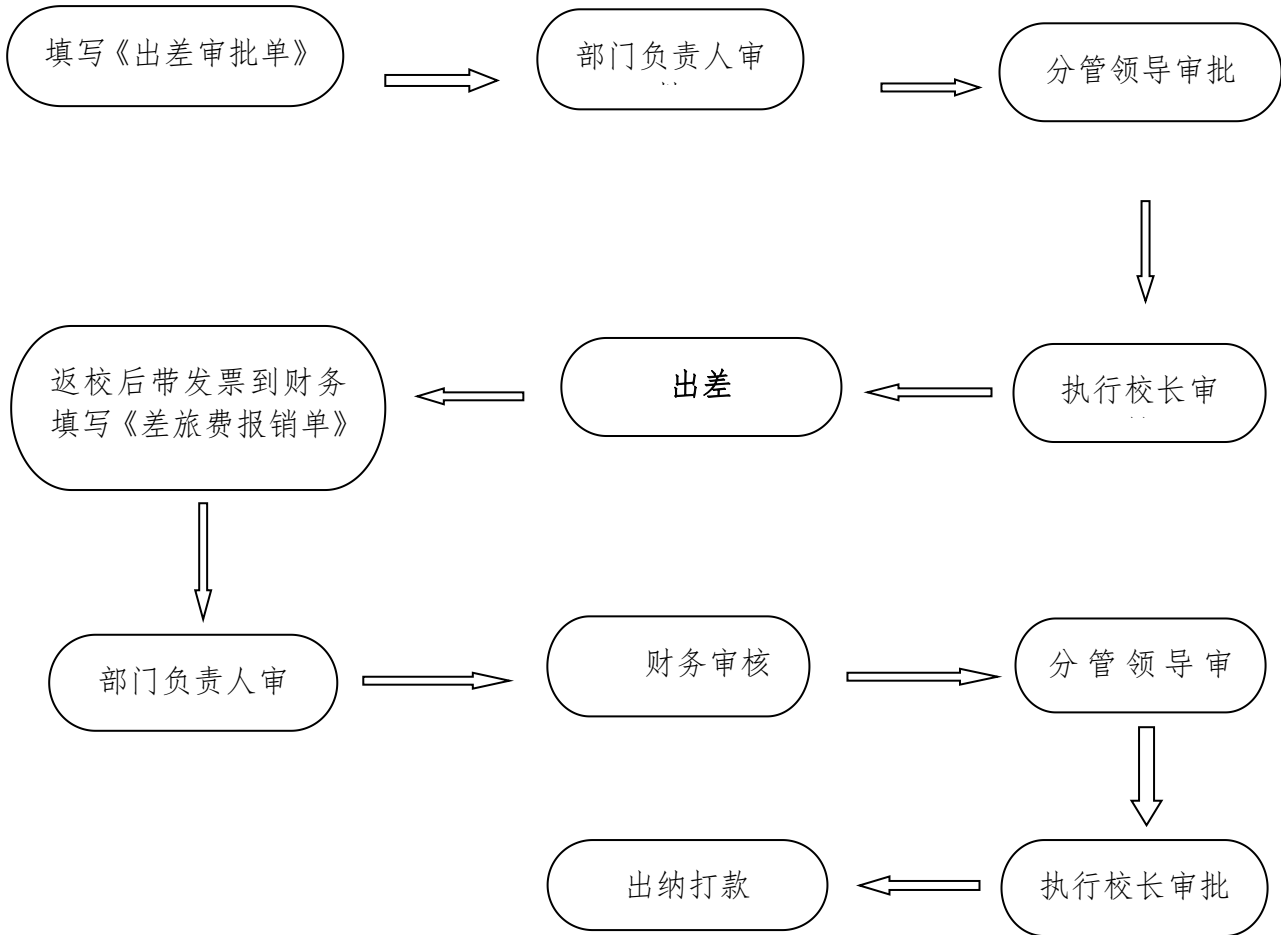 填写《出差审批单》
部门负责人审
分管领导审批
返校后带发票到财务
填写《差旅费报销单》
出差
执行校长审
部门负责人审
财务审核
分管领导审
出纳打款
执行校长审批